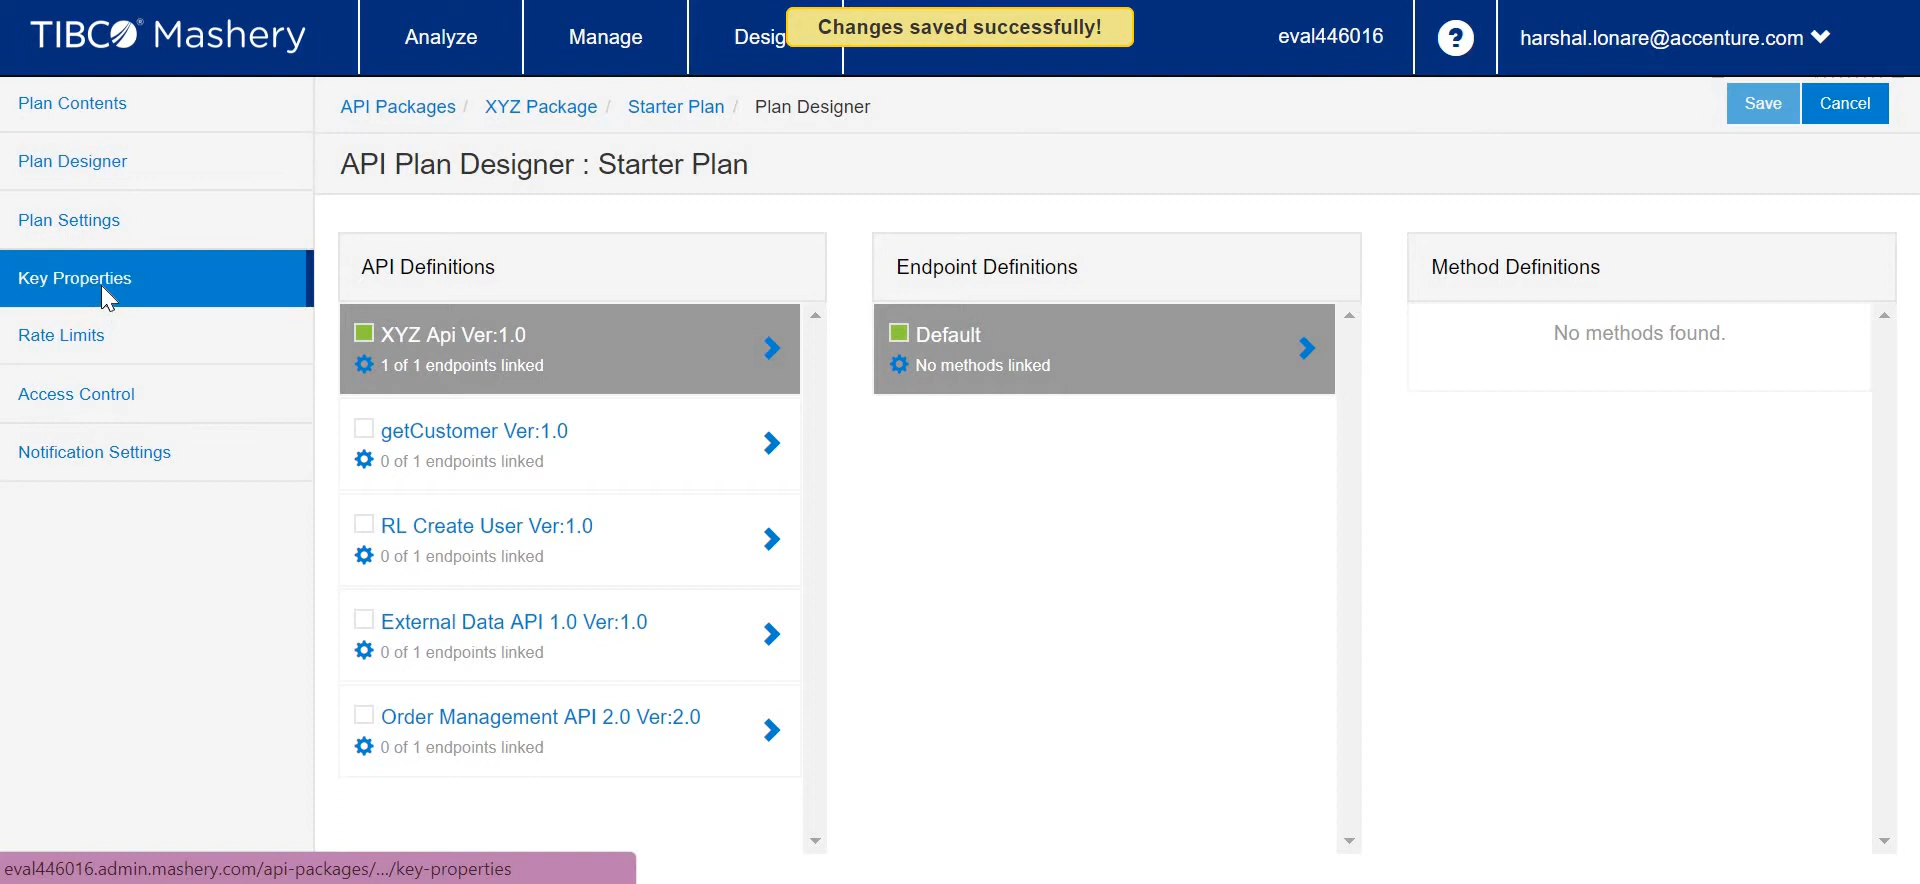 TIBCO® Mashery
Analyze
Manage
Desig
Changes saved successfully!
eval446016
?
harshal.lonare@accenture.com
Plan Contents
Plan Designer
Plan Settings
Key Properties
Rate Limits
Access Control
Notification Settings
API Packages / XYZ Package / Starter Plan / Plan Designer
Save
Cancel
API Plan Designer : Starter Plan
API Definitions
XYZ Api Ver:1.0
1 of 1 endpoints linked
getCustomer Ver:1.0
0 of 1 endpoints linked
RL Create User Ver:1.0
0 of 1 endpoints linked
External Data API 1.0 Ver:1.0
0 of 1 endpoints linked
Order Management API 2.0 Ver:2.0
0 of 1 endpoints linked
Endpoint Definitions
Default
No methods linked
Method Definitions
No methods found.
eval446016.admin.mashery.com/api-packages/.../key-properties